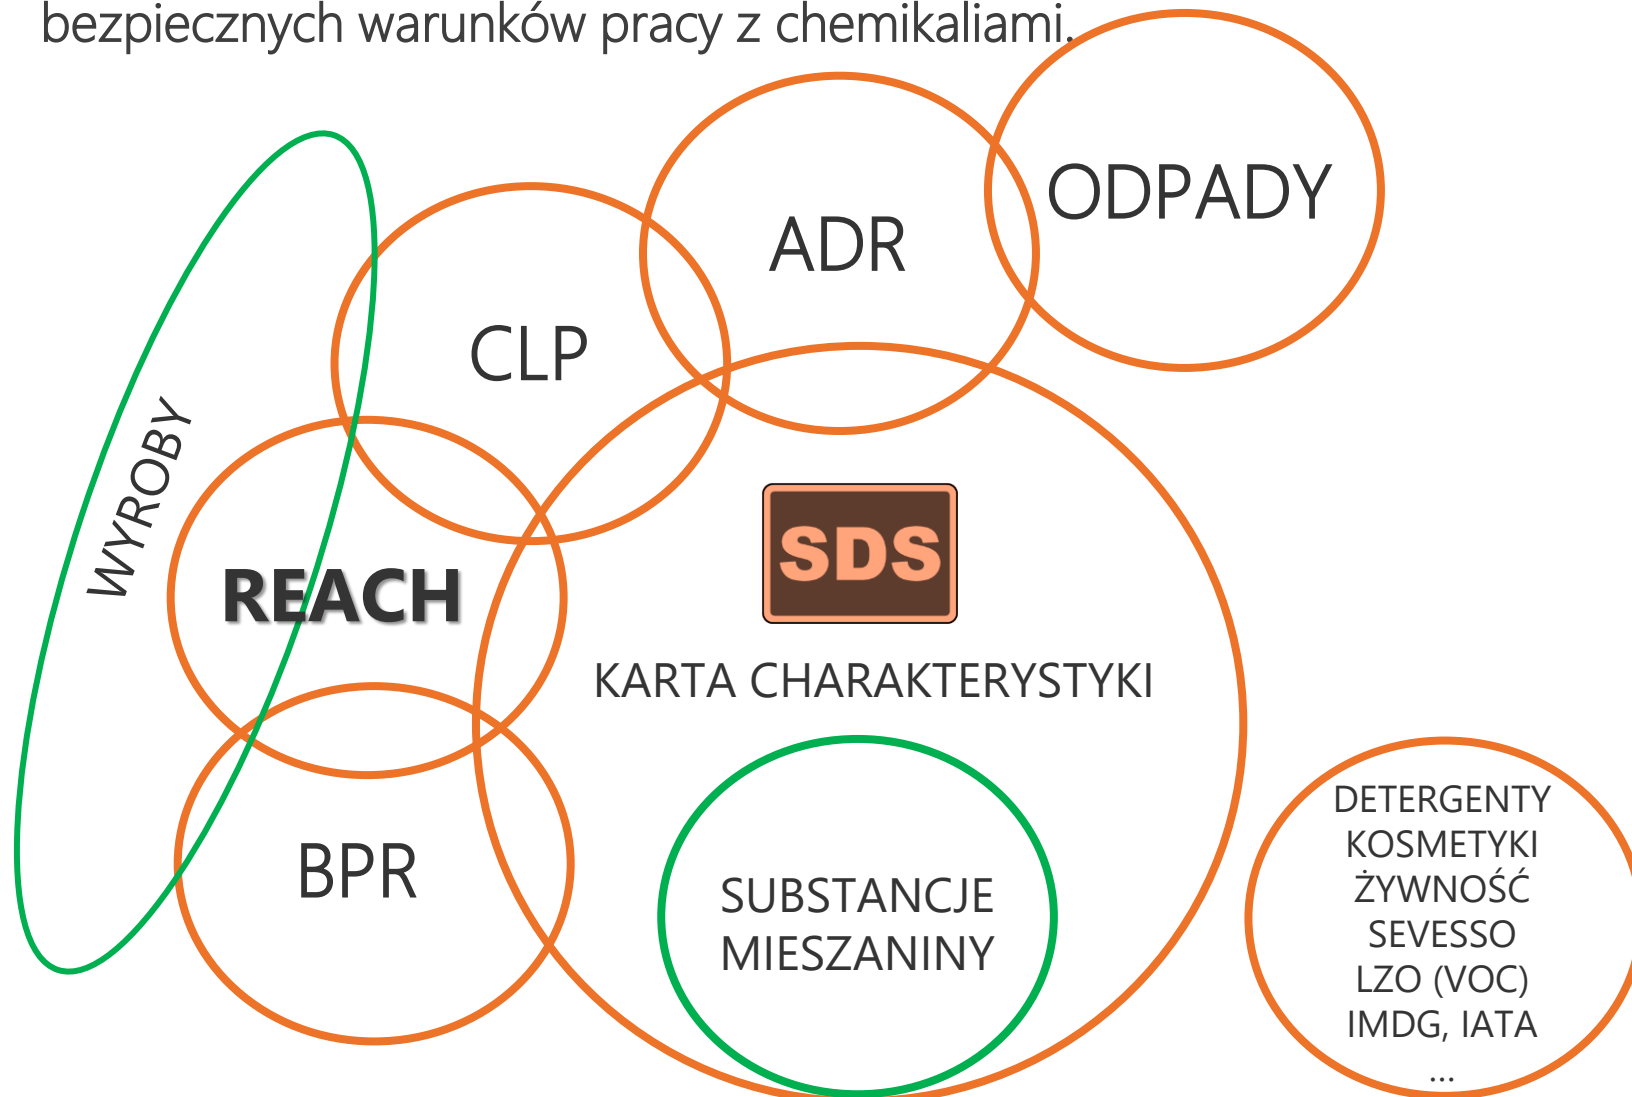 bezpiecznych warunków pracy z chemikaliami.
ODPADY
ADR
CLP
WYROBY
REACH
SDS
KARTA CHARAKTERYSTYKI
BPR
SUBSTANCJE
MIESZANINY
DETERGENTY
KOSMETYKI
ŻYWNOŚĆ
SEVESSO
LZO (VOC)
IMDG, IATA
...